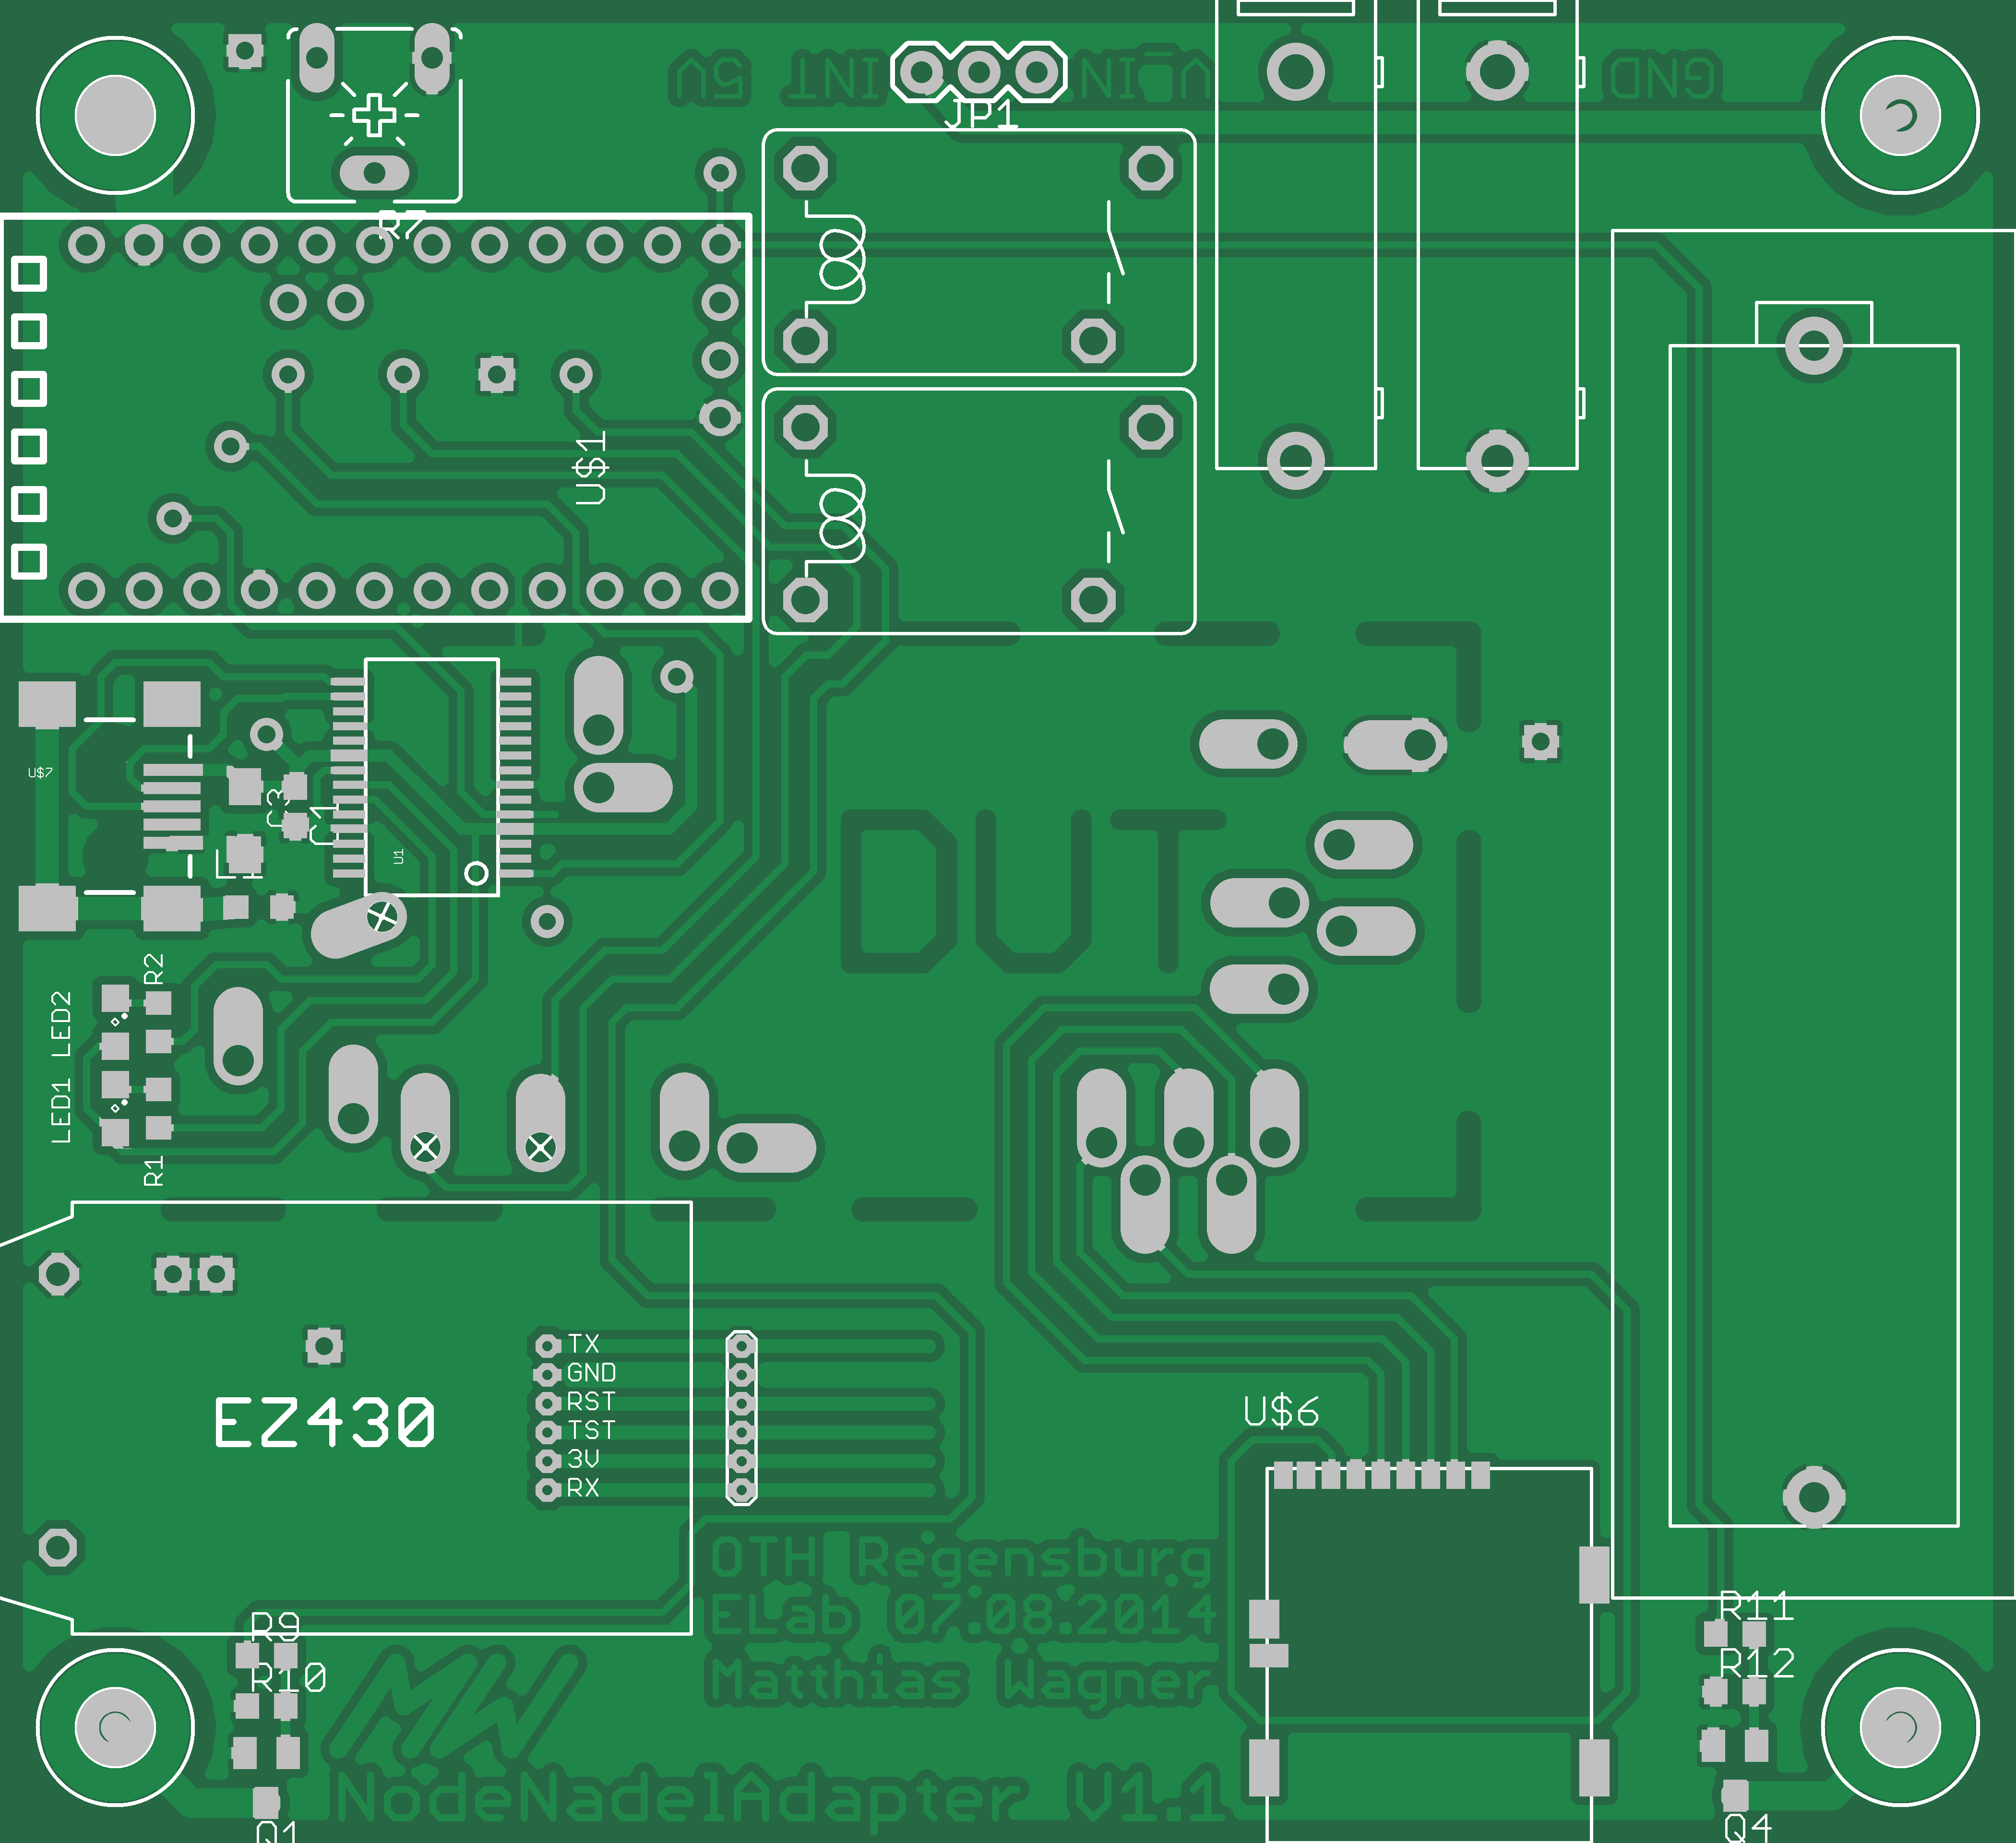 5V INT INT UNIN GND
JP1
R7
U$1
U$7
C3
C4
L1
U1
DUT
R2
LED2
LED1
R1
TX
GND
RST
TST
3V
RX
EZ430
U$6
OTH Regensburg
ELab 07.08.2014
Matthias Wagner
R9
R10
R11
R12
NodeNadelAdapter V1.1
Q1
Q4